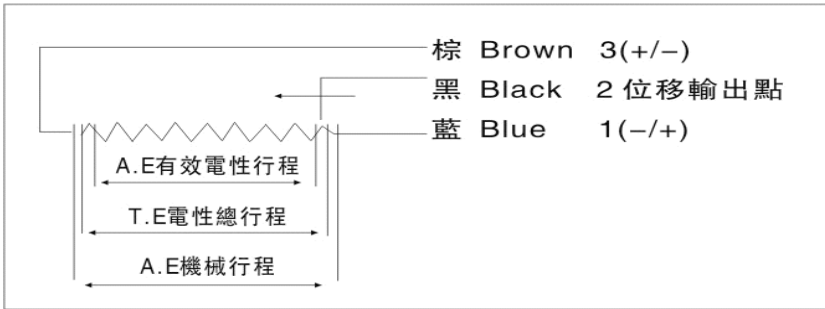 棕 Brown 3(+/−)
黑 Black 2 位移輸出點
藍 Blue 1(−/+)
A.E有效電性行程
T.E電性總行程
A.E機械行程